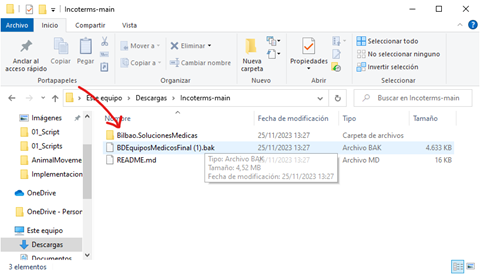 Incoterms-main
Archivo Inicio Compartir Vista
Anclar al acceso rápido
Copiar
Pegar
Mover a
Copiar a
Eliminar
Cambiar nombre
Nueva carpeta
Propiedades
Abrir
Seleccionar todo
No seleccionar ninguno
Invertir selección
Portapapeles Organizar Nuevo Abrir Seleccionar
Este equipo > Descargas > Incoterms-main
Buscar en Incoterms-main
Imágenes
01_Script
01_Scripts
AnimalMoveme
Implementacion
OneDrive
OneDrive - Person
Este equipo
Descargas
Documentos
Nombre Fecha de modificación Tipo Tamaño
Bilbao.SolucionesMedicas 25/11/2023 13:27 Carpeta de archivos
BDEquiposMedicosFinal (1).bak 25/11/2023 13:27 Archivo BAK 4.633 KB
README.md 25/11/2023 13:27 Archivo MD 16 KB
Tipo: Archivo BAK
Tamaño: 4,52 MB
Fecha de modificación: 25/11/2023 13:27
3 elementos